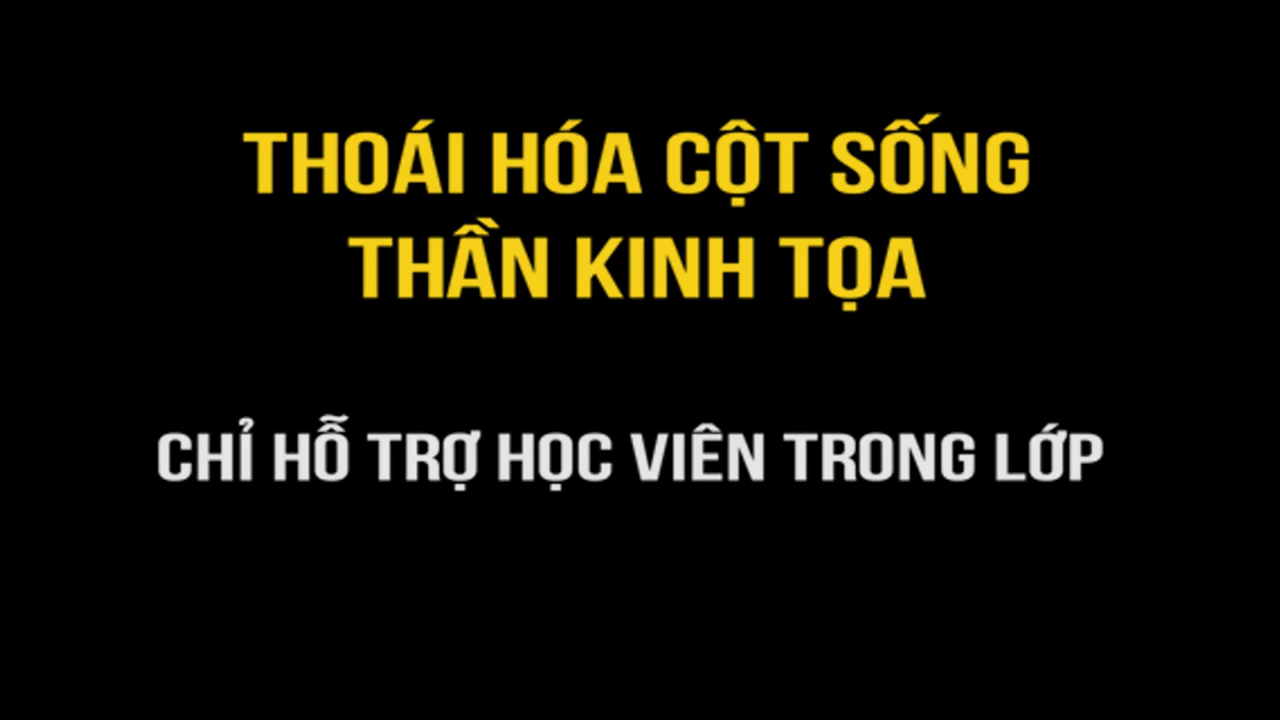 THOÁI HÓA CỘT SỐNG
THẦN KINH TỌA
CHỈ HỖ TRỢ HỌC VIÊN TRONG LỚP